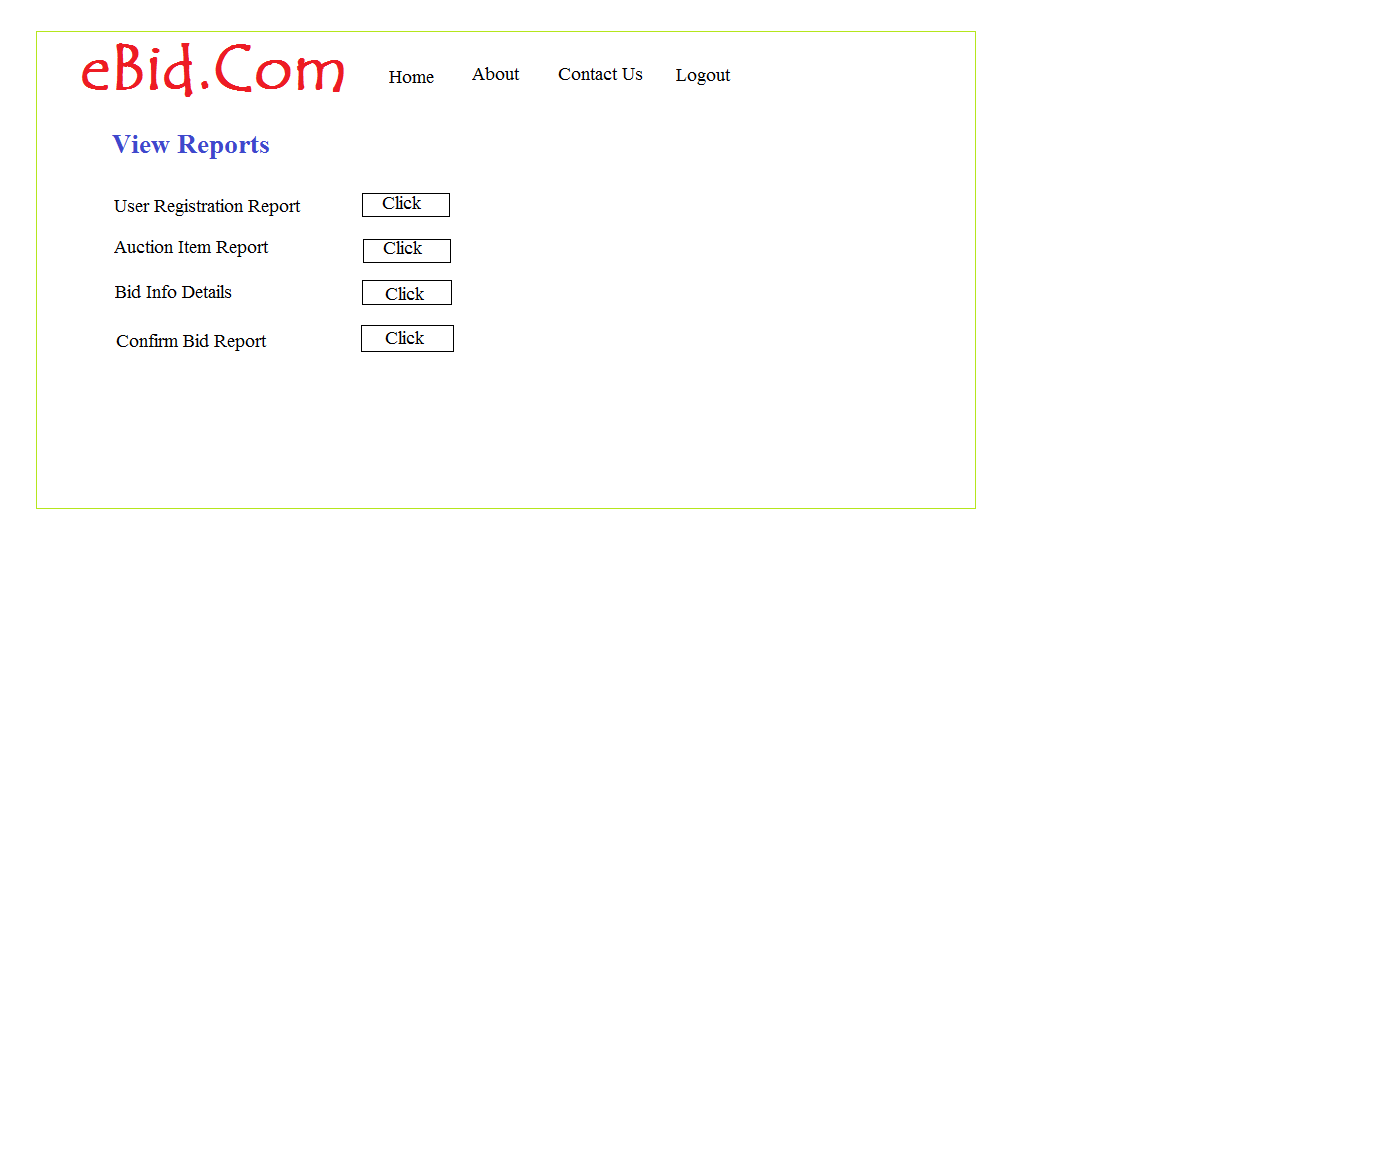 eBid.Com Home About Contact Us Logout
View Reports
User Registration Report Click
Auction Item Report Click
Bid Info Details Click
Confirm Bid Report Click